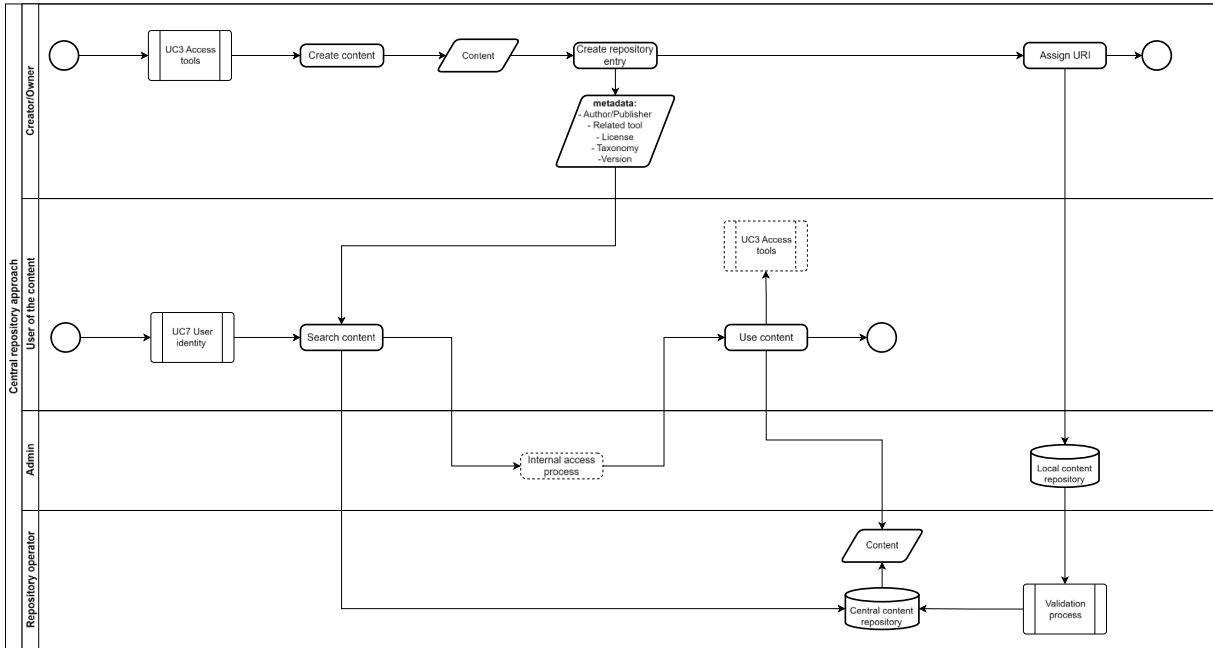 Central repository approach
Creator/Owner
UC3 Access
tools
Create content
Content
Create repository
entry
Assign URI
metadata:
- Author/Publisher
- Related tool
- License
- Taxonomy
-Version
User of the content
UC3 Access
tools
UC7 User
identity
Search content
Use content
Admin
Internal access
process
Local content
repository
Repository operator
Content
Central content
repository
Validation
process